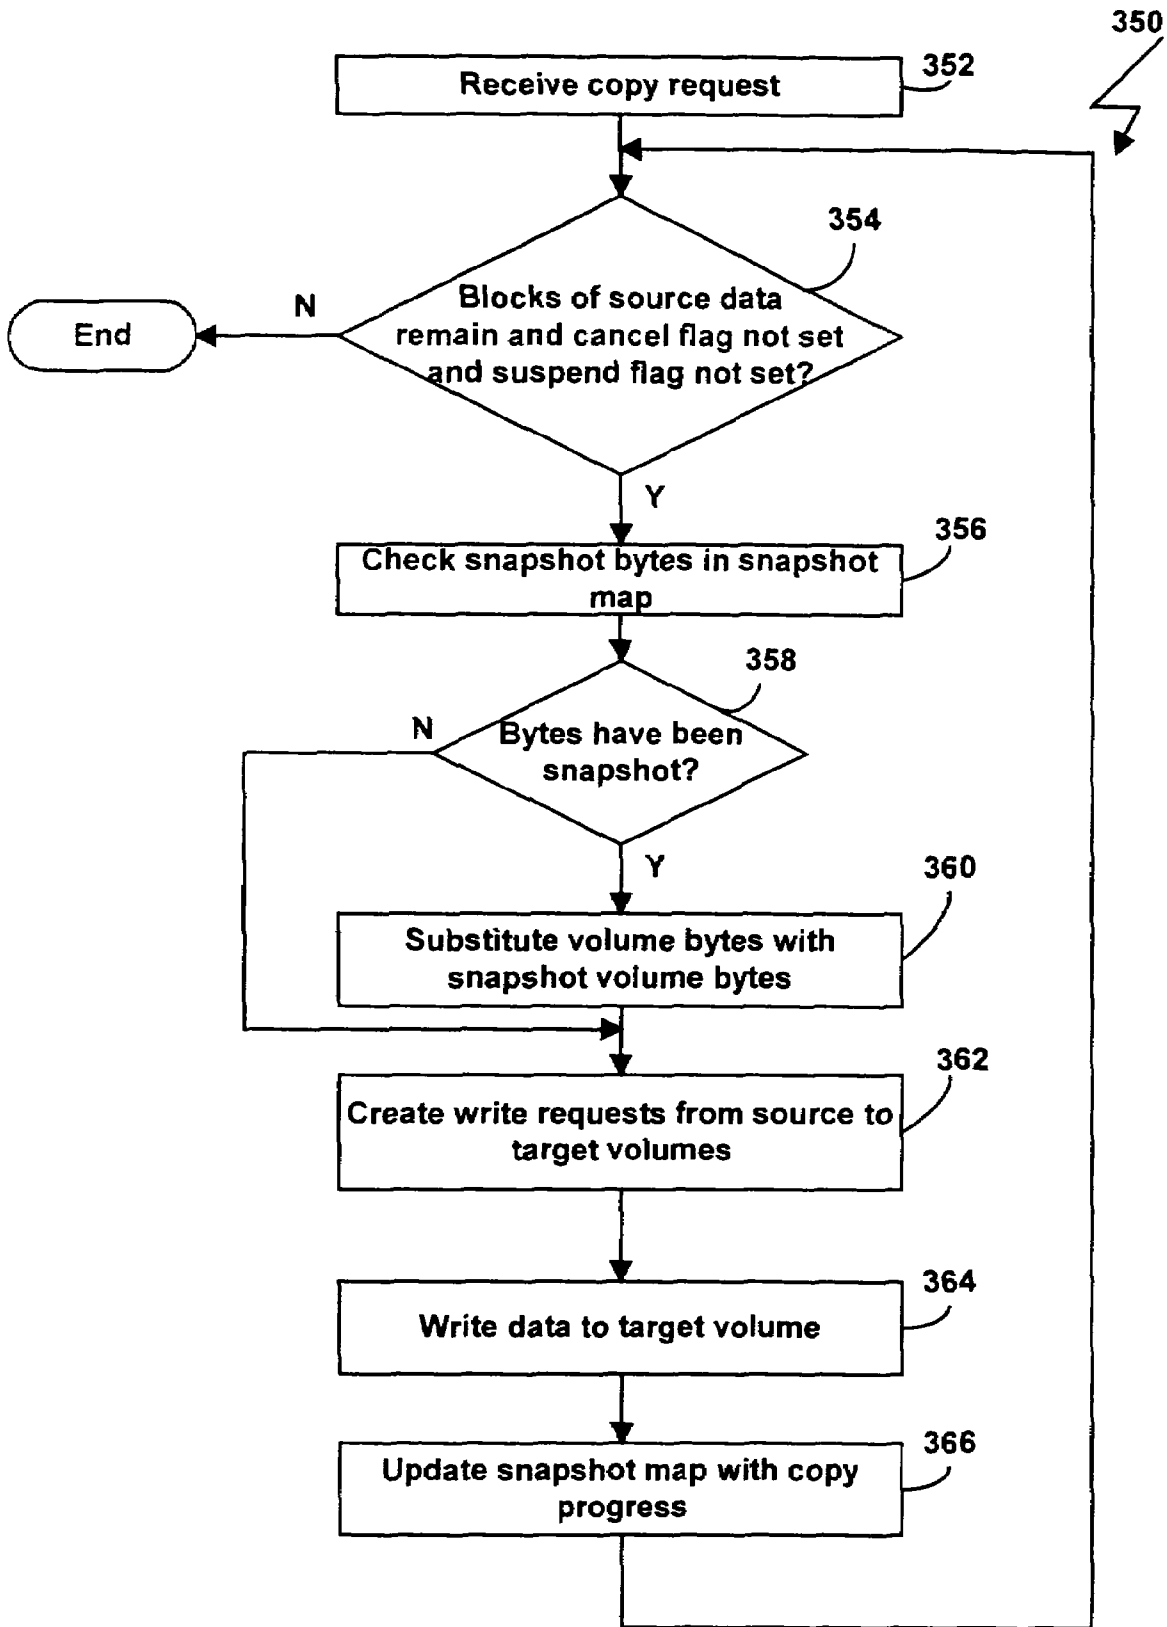 350
Receive copy request
352
354
Blocks of source data
remain and cancel flag not set
and suspend flag not set?
N
End
Y
356
Check snapshot bytes in snapshot
map
358
N
Bytes have been
snapshot?
Y
360
Substitute volume bytes with
snapshot volume bytes
362
Create write requests from source to
target volumes
364
Write data to target volume
366
Update snapshot map with copy
progress